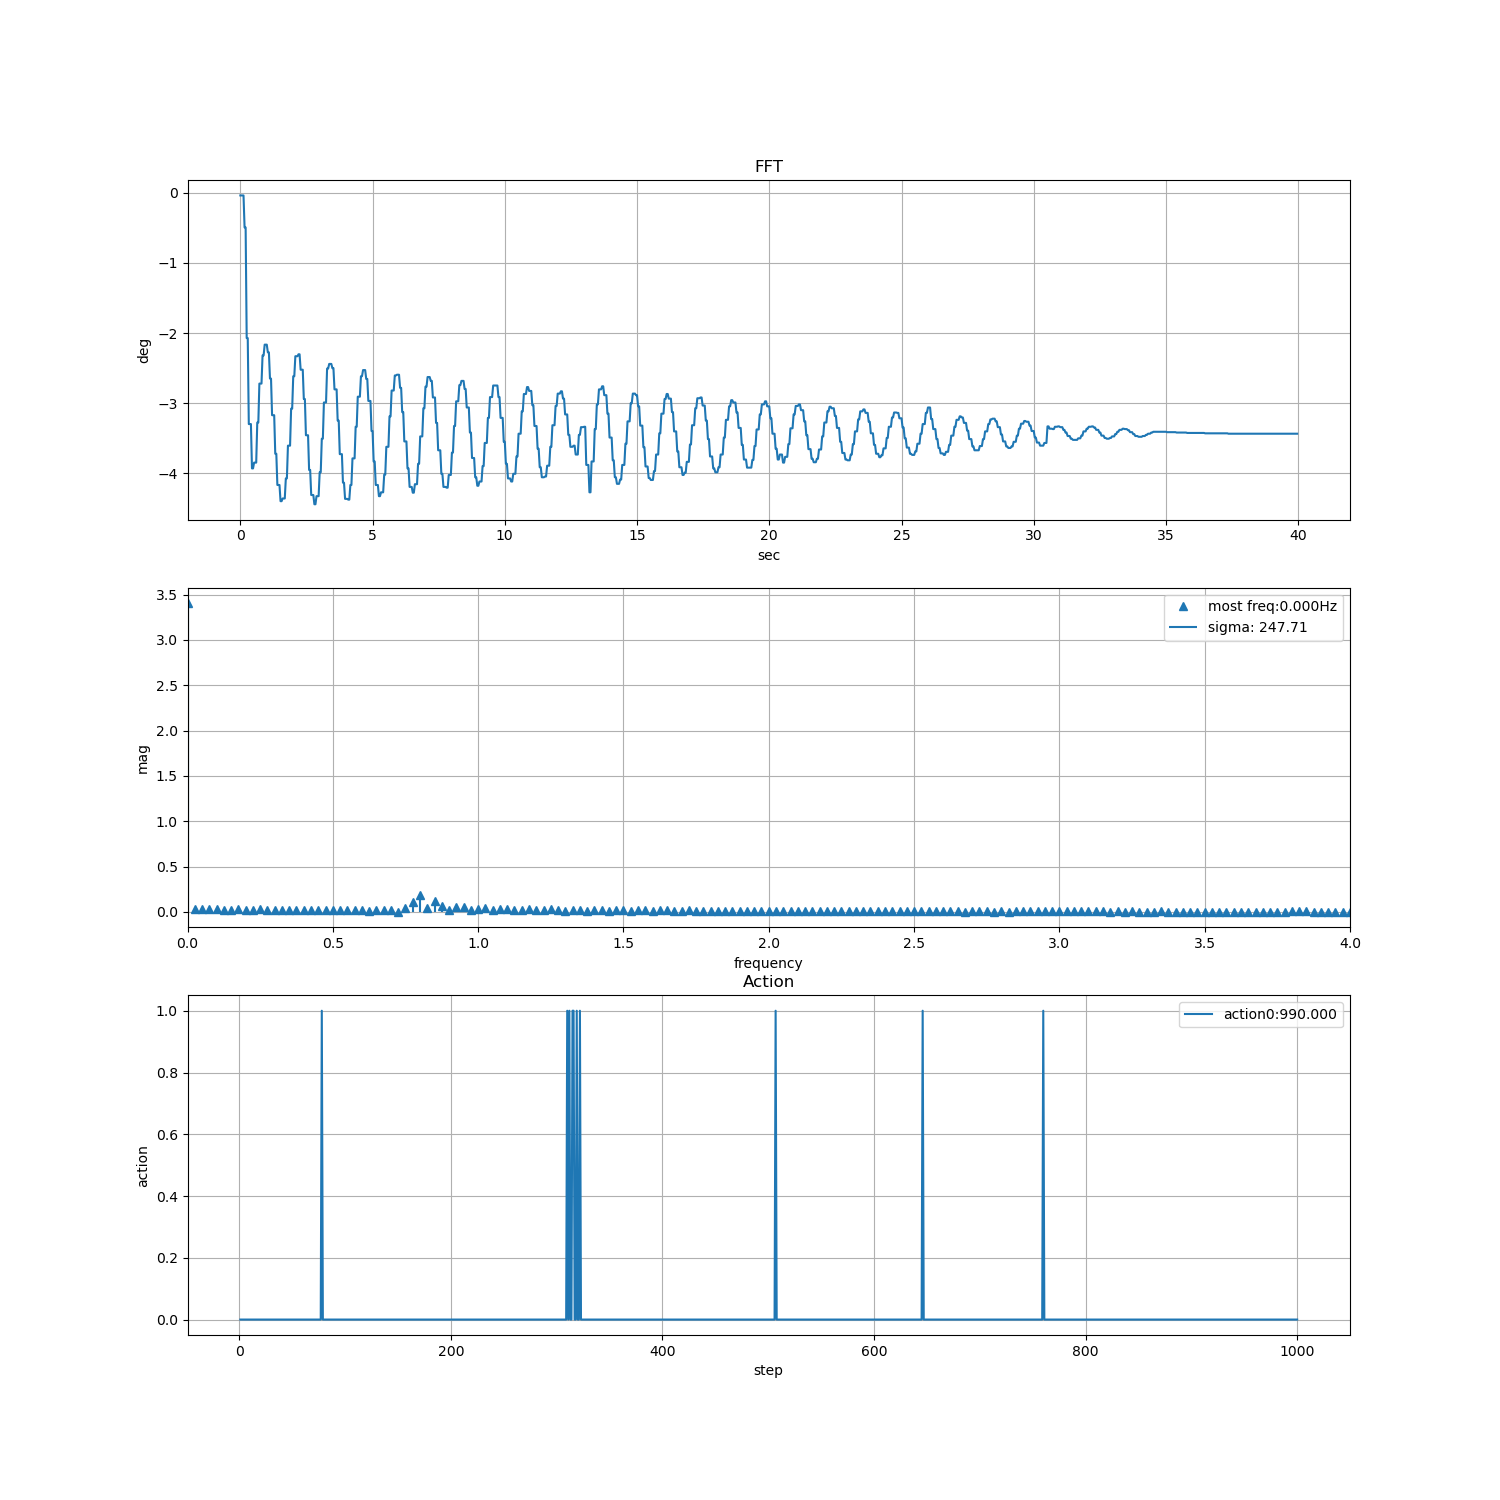 FFT
0
−1
−2
−3
−4
deg
0 5 10 15 20 25 30 35 40
sec
3.5
3.0
2.5
2.0
1.5
1.0
0.5
0.0
mag
most freq:0.000Hz
sigma: 247.71
0.0 0.5 1.0 1.5 2.0 2.5 3.0 3.5 4.0
frequency
Action
1.0
0.8
0.6
0.4
0.2
0.0
action
action0:990.000
0 200 400 600 800 1000
step